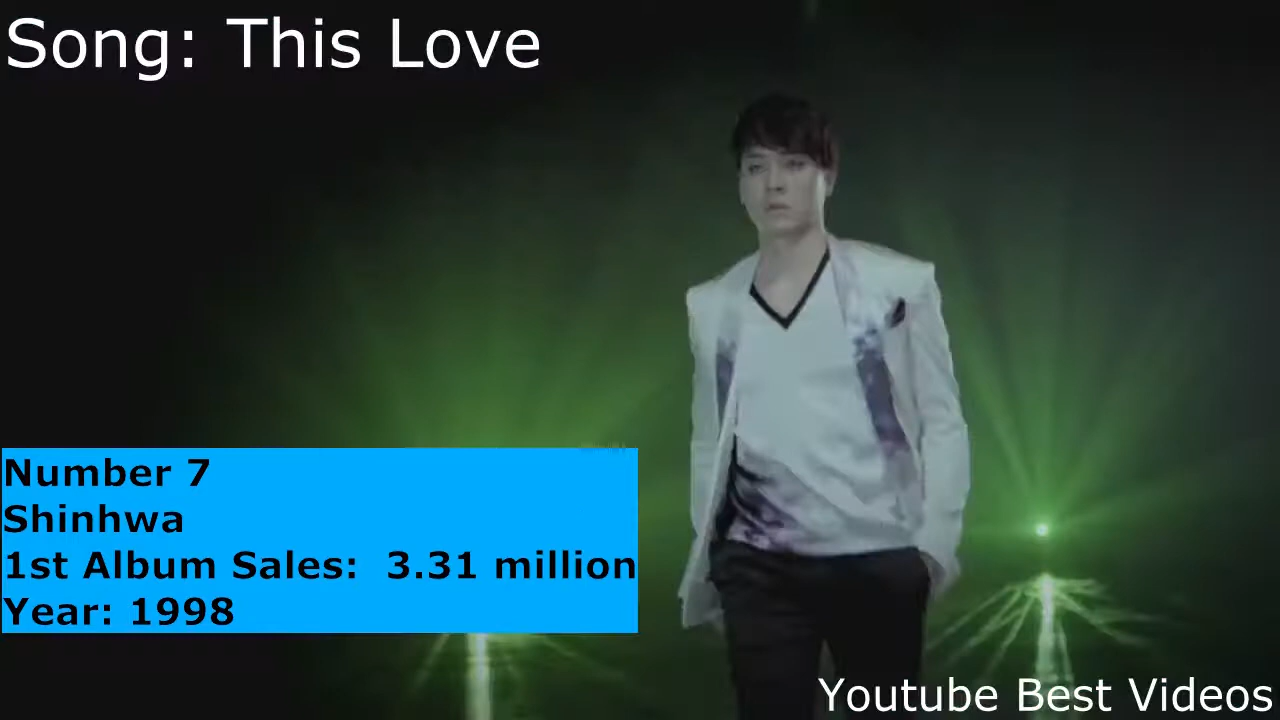 Song: This Love
Number 7
Shinhwa
1st Album Sales: 3.31 million
Year: 1998
Youtube Best Videos